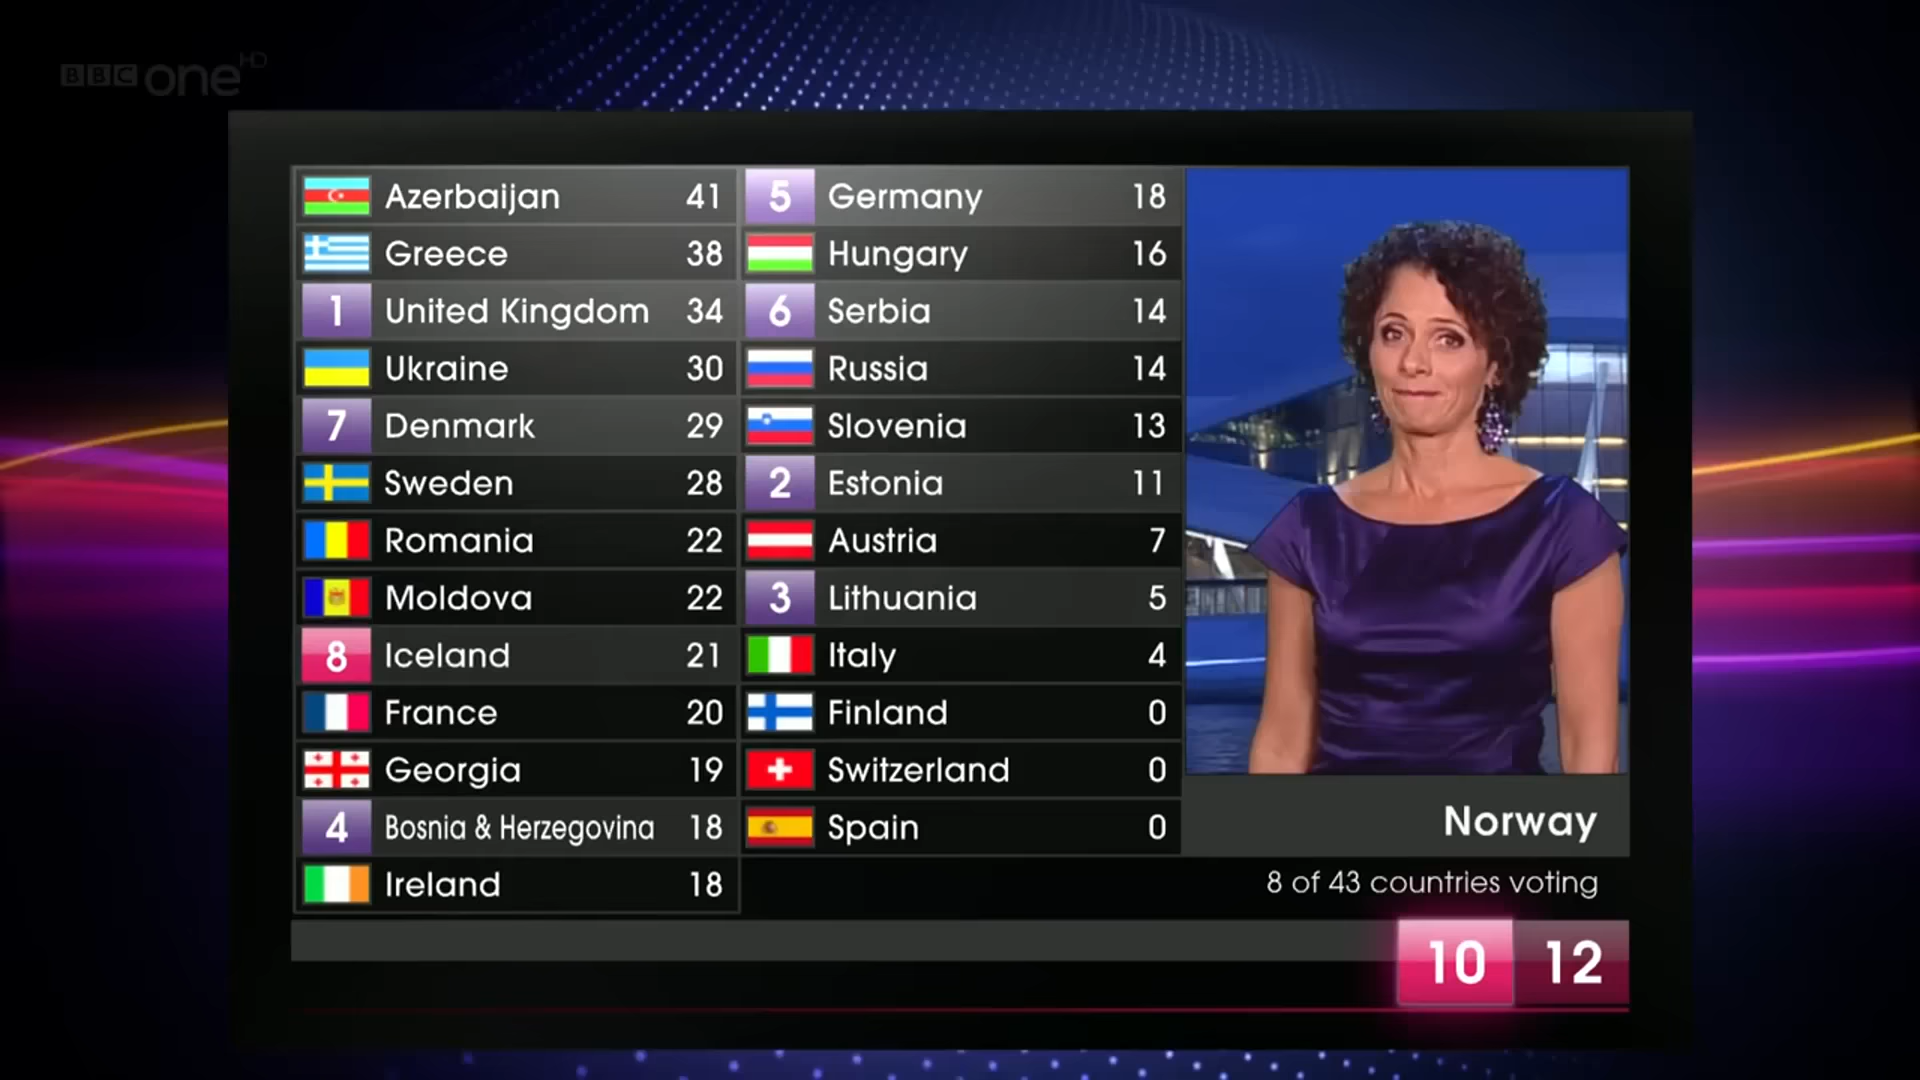 BBC one HD
Azerbaijan 41
Greece 38
1 United Kingdom 34
Ukraine 30
7 Denmark 29
Sweden 28
Romania 22
Moldova 22
8 Iceland 21
France 20
Georgia 19
4 Bosnia & Herzegovina 18
Ireland 18
5 Germany 18
Hungary 16
6 Serbia 14
Russia 14
Slovenia 13
2 Estonia 11
Austria 7
3 Lithuania 5
Italy 4
Finland 0
Switzerland 0
Spain 0
Norway
8 of 43 countries voting
10 12